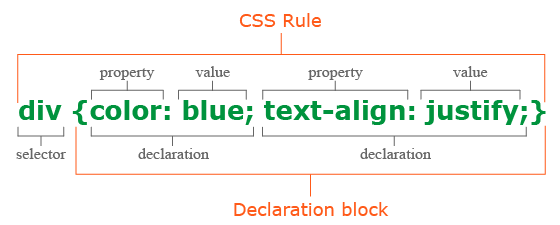 CSS Rule
property value property value
div {color: blue; text-align: justify;}
selector declaration declaration
Declaration block